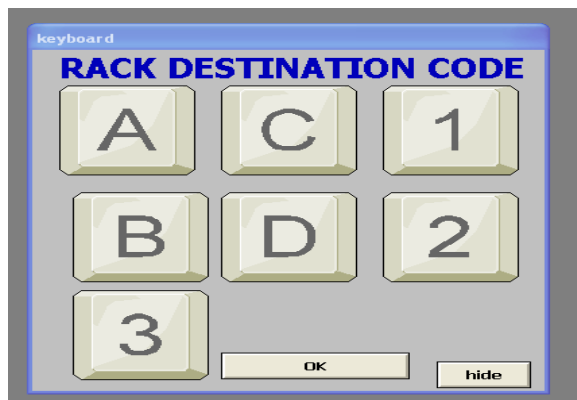 keyboard
RACK DESTINATION CODE
A C 1
B D 2
3
OK
hide